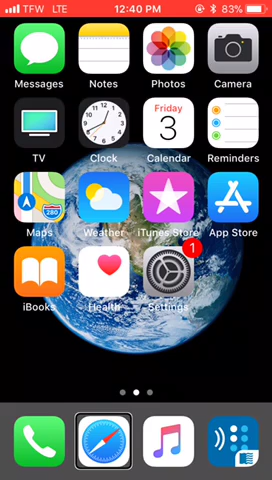 TFW LTE 12:40 PM 83%
Messages Notes Photos Camera
Friday
3
TV Clock Calendar Reminders
280
Maps Weather iTunes Store App Store
1
iBooks Health Settings